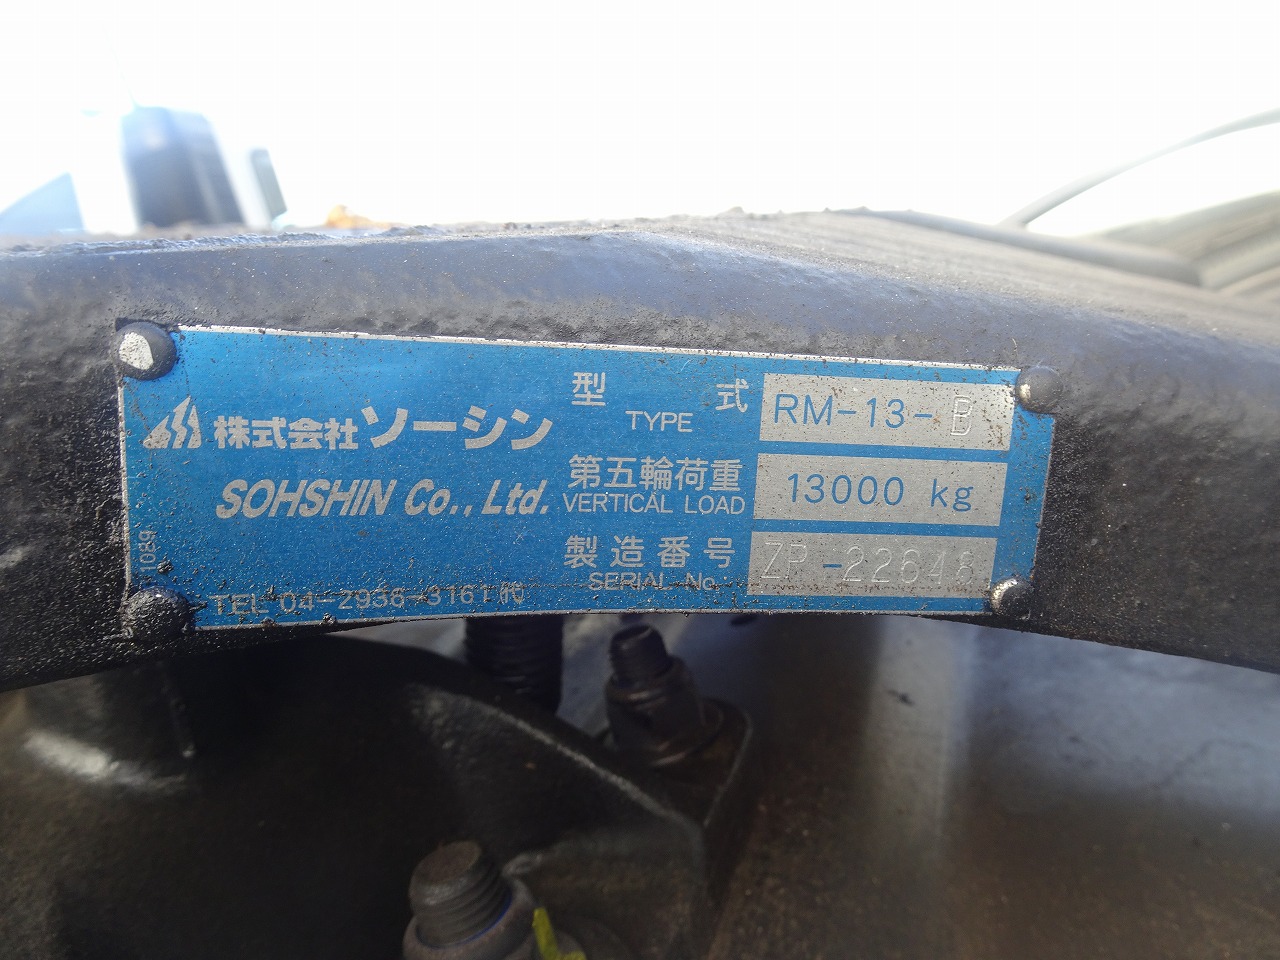 株式会社ソーシン
SOHSHIN Co., Ltd.
TEL 04-2936-3161㈹
1089
型式 RM-13-B
TYPE
第五輪荷重 13000 kg
VERTICAL LOAD
製造番号 ZP-22648
SERIAL No.